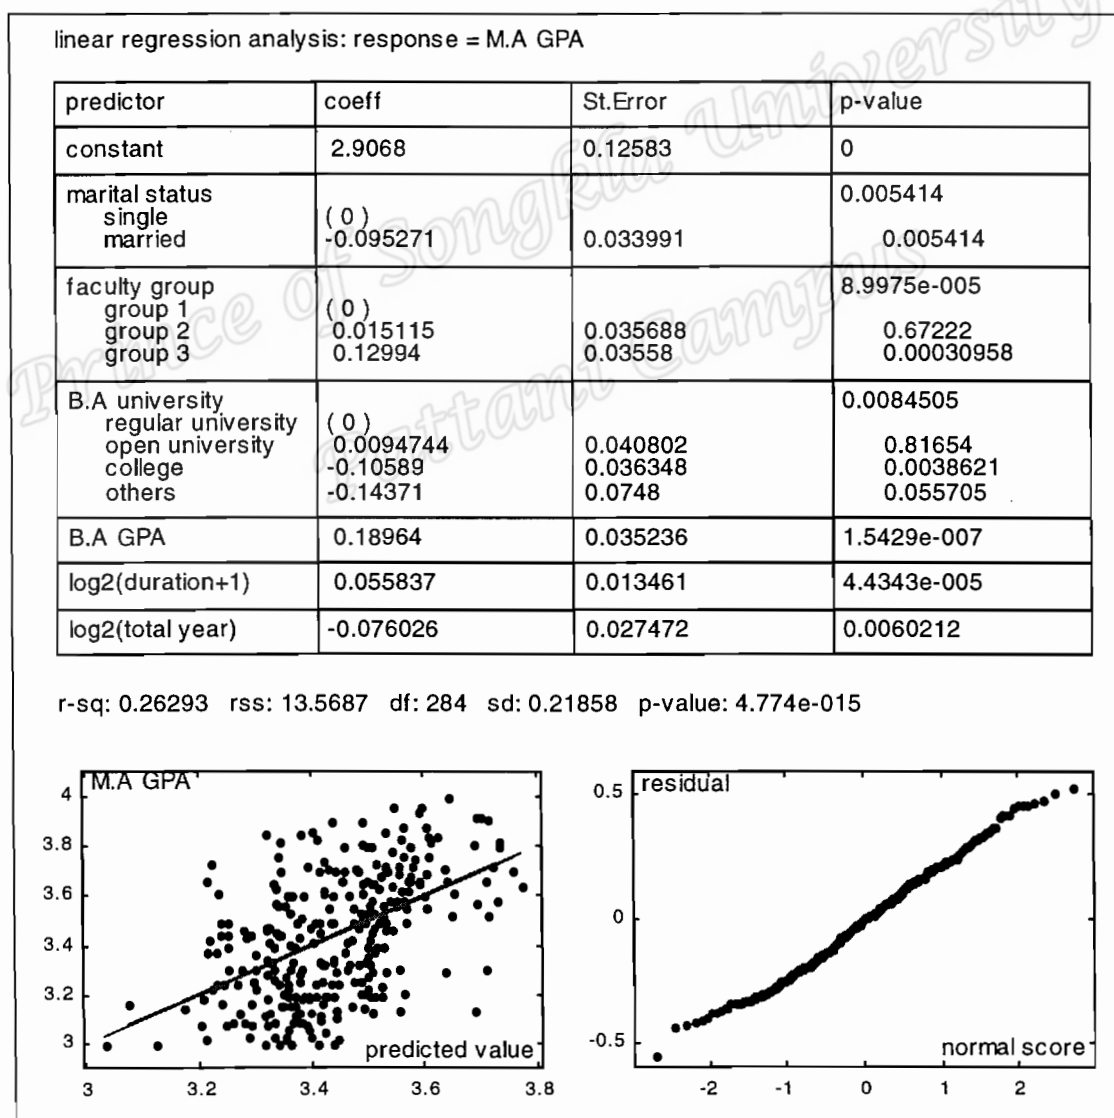 linear regression analysis: response = M.A GPA
predictor coeff St.Error p-value
constant 2.9068 0.12583 0
marital status 0.005414
single ( 0 )
married -0.095271 0.033991 0.005414
faculty group 8.9975e-005
group 1 ( 0 )
group 2 0.015115 0.035688 0.67222
group 3 0.12994 0.03558 0.00030958
B.A university 0.0084505
regular university ( 0 )
open university 0.0094744 0.040802 0.81654
college -0.10589 0.036348 0.0038621
others -0.14371 0.0748 0.055705
B.A GPA 0.18964 0.035236 1.5429e-007
log2(duration+1) 0.055837 0.013461 4.4343e-005
log2(total year) -0.076026 0.027472 0.0060212
r-sq: 0.26293 rss: 13.5687 df: 284 sd: 0.21858 p-value: 4.774e-015
M.A GPA
4
3.8
3.6
3.4
3.2
3
predicted value
3 3.2 3.4 3.6 3.8
residual
0.5
0
-0.5
normal score
-2 -1 0 1 2
Prince of Songkla University
Pattani Campus